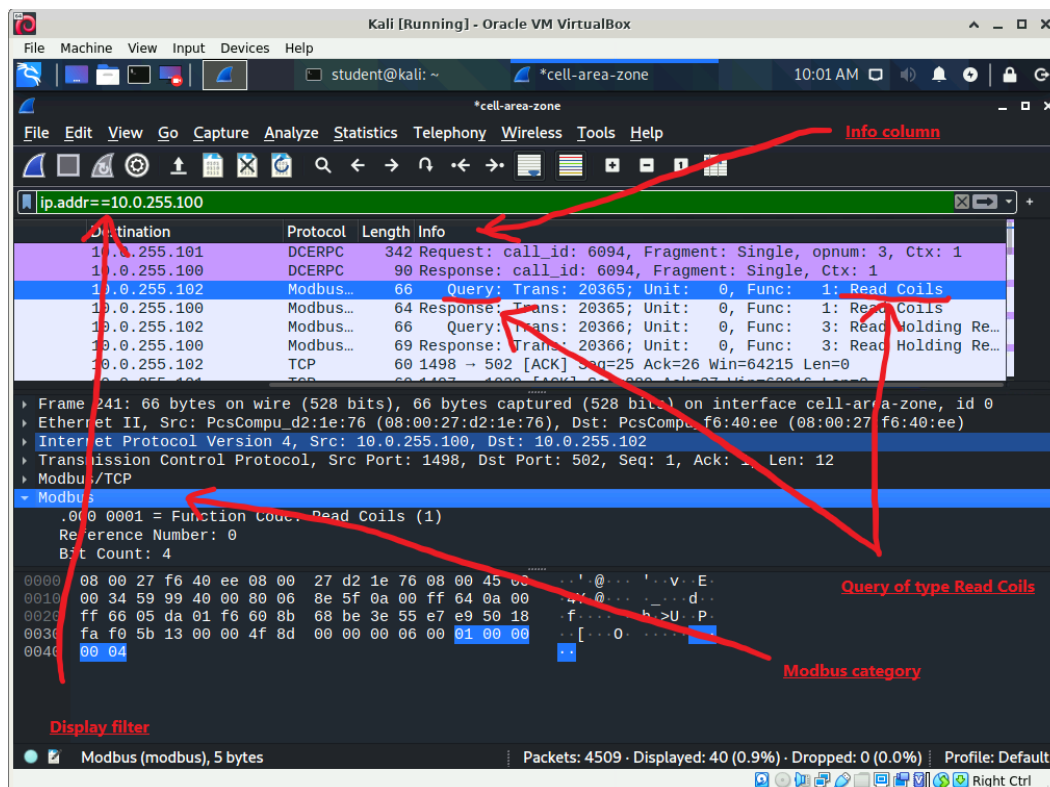 Kali [Running] - Oracle VM VirtualBox
File Machine View Input Devices Help
student@kali: ~ *cell-area-zone 10:01 AM
*cell-area-zone
File Edit View Go Capture Analyze Statistics Telephony Wireless Tools Help
Info column
ip.addr==10.0.255.100
Destination Protocol Length Info
10.0.255.101 DCERPC 342 Request: call_id: 6094, Fragment: Single, opnum: 3, Ctx: 1
10.0.255.100 DCERPC 90 Response: call_id: 6094, Fragment: Single, Ctx: 1
10.0.255.102 Modbus… 66 Query: Trans: 20365; Unit: 0, Func: 1: Read Coils
10.0.255.100 Modbus… 64 Response: Trans: 20365; Unit: 0, Func: 1: Read Coils
10.0.255.102 Modbus… 66 Query: Trans: 20366; Unit: 0, Func: 3: Read Holding Re…
10.0.255.100 Modbus… 69 Response: Trans: 20366; Unit: 0, Func: 3: Read Holding Re…
10.0.255.102 TCP 60 1498 → 502 [ACK] Seq=25 Ack=26 Win=64215 Len=0
Frame 241: 66 bytes on wire (528 bits), 66 bytes captured (528 bits) on interface cell-area-zone, id 0
Ethernet II, Src: PcsCompu_d2:1e:76 (08:00:27:d2:1e:76), Dst: PcsCompu_f6:40:ee (08:00:27:f6:40:ee)
Internet Protocol Version 4, Src: 10.0.255.100, Dst: 10.0.255.102
Transmission Control Protocol, Src Port: 1498, Dst Port: 502, Seq: 1, Ack: 1, Len: 12
Modbus/TCP
Modbus
.000 0001 = Function Code: Read Coils (1)
Reference Number: 0
Bit Count: 4
0000 08 00 27 f6 40 ee 08 00 27 d2 1e 76 08 00 45 00 ··'·@··· '··v··E·
0010 00 34 59 99 40 00 80 06 8e 5f 0a 00 ff 64 0a 00 ·4Y·@··· ·_···d··
0020 ff 66 05 da 01 f6 60 8b 68 be 3e 55 e7 e9 50 18 ·f····`· h·>U··P·
0030 fa f0 5b 13 00 00 4f 8d 00 00 00 06 00 01 00 00 ··[···O· ········
0040 00 04 ··
Query of type Read Coils
Modbus category
Display filter
Modbus (modbus), 5 bytes Packets: 4509 · Displayed: 40 (0.9%) · Dropped: 0 (0.0%) Profile: Default
Right Ctrl